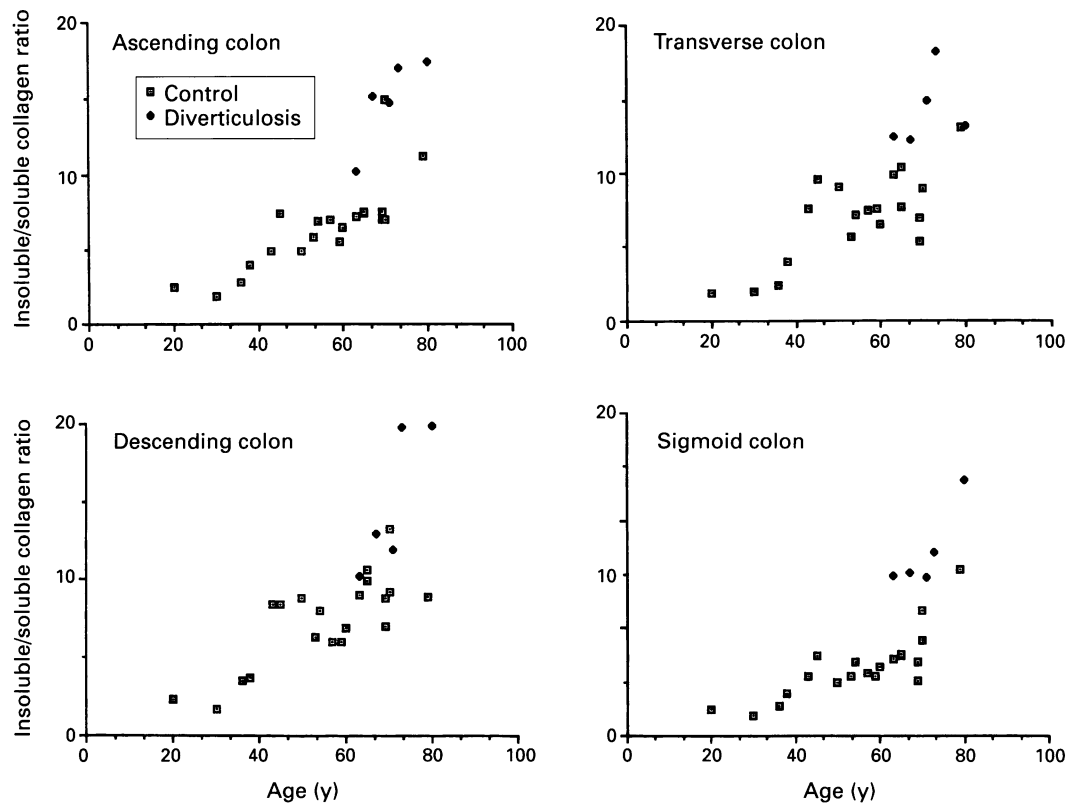 Ascending colon
Control
Diverticulosis
Insoluble/soluble collagen ratio
20
10
0
0 20 40 60 80 100
Transverse colon
20
10
0
0 20 40 60 80 100
Descending colon
Insoluble/soluble collagen ratio
20
10
0
0 20 40 60 80 100
Age (y)
Sigmoid colon
20
10
0
0 20 40 60 80 100
Age (y)